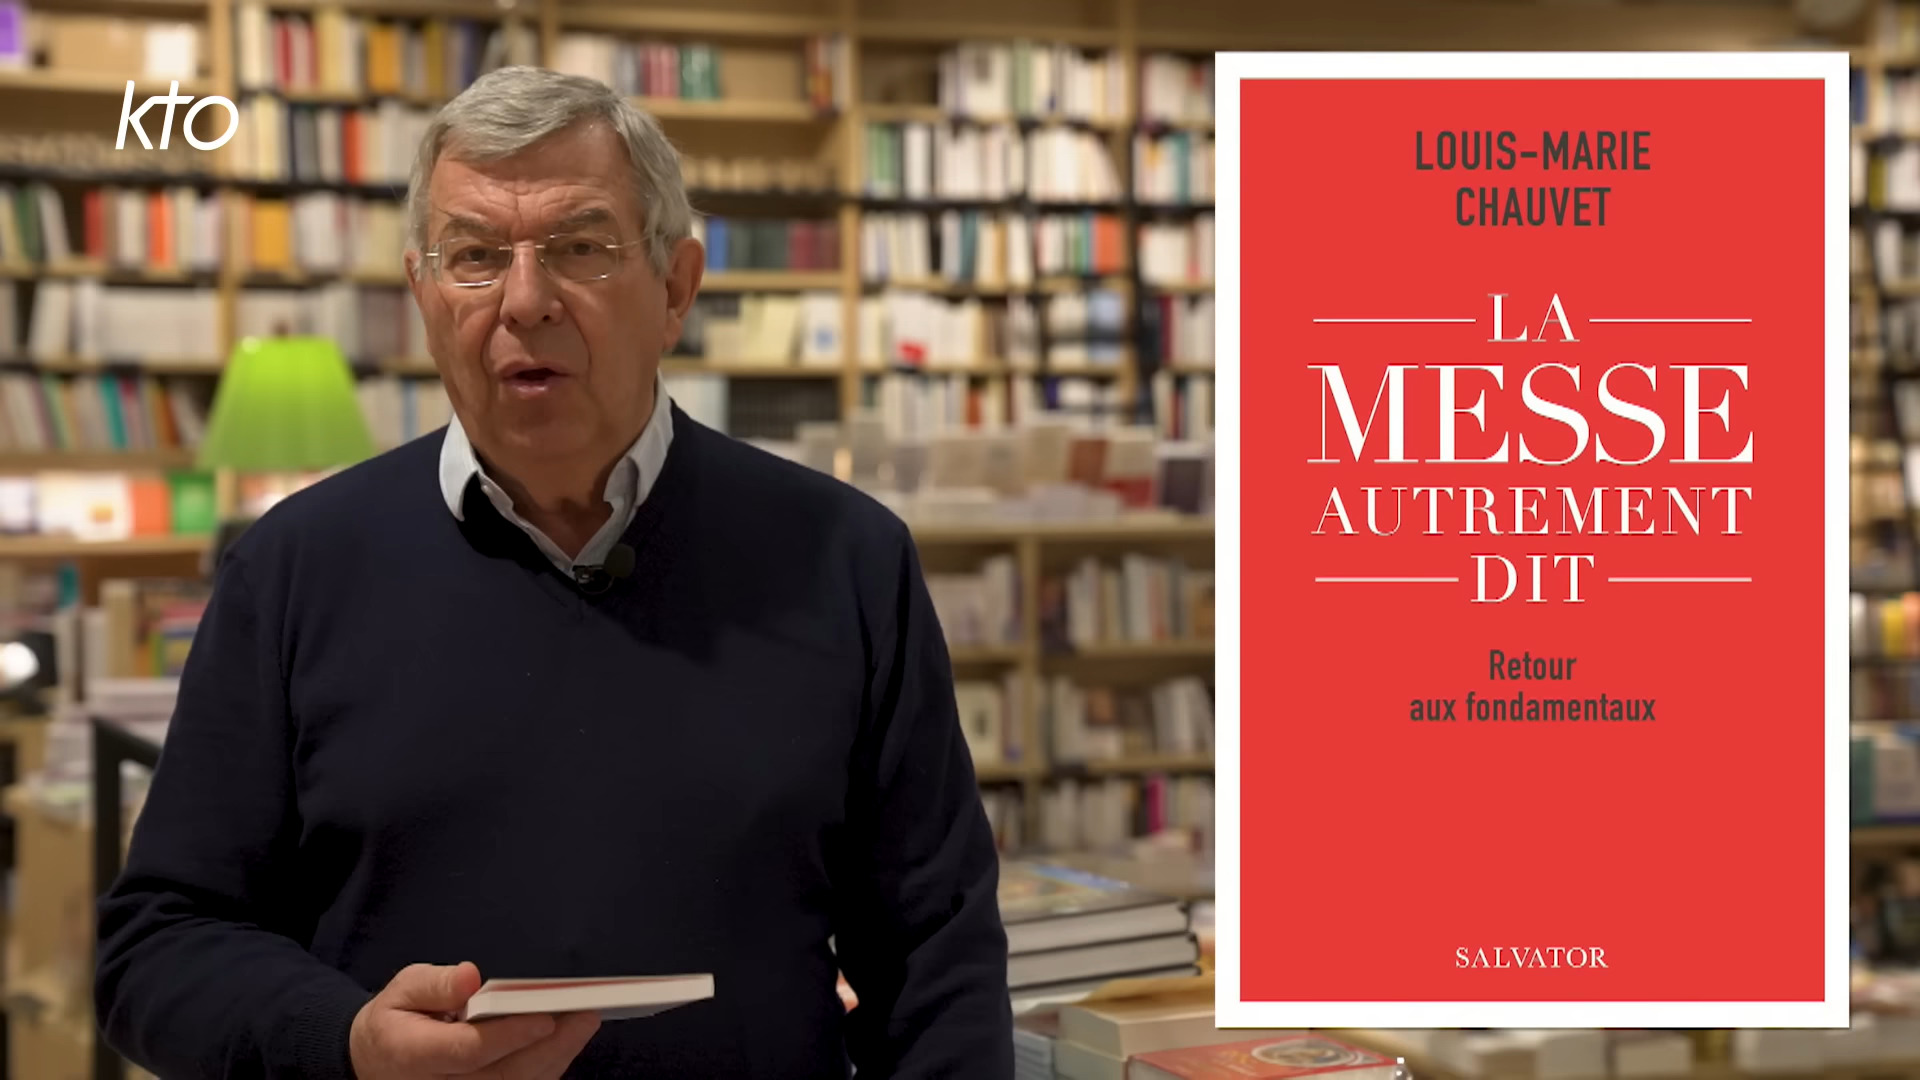 kto
LOUIS-MARIE
CHAUVET
LA
MESSE
AUTREMENT
DIT
Retour
aux fondamentaux
SALVATOR